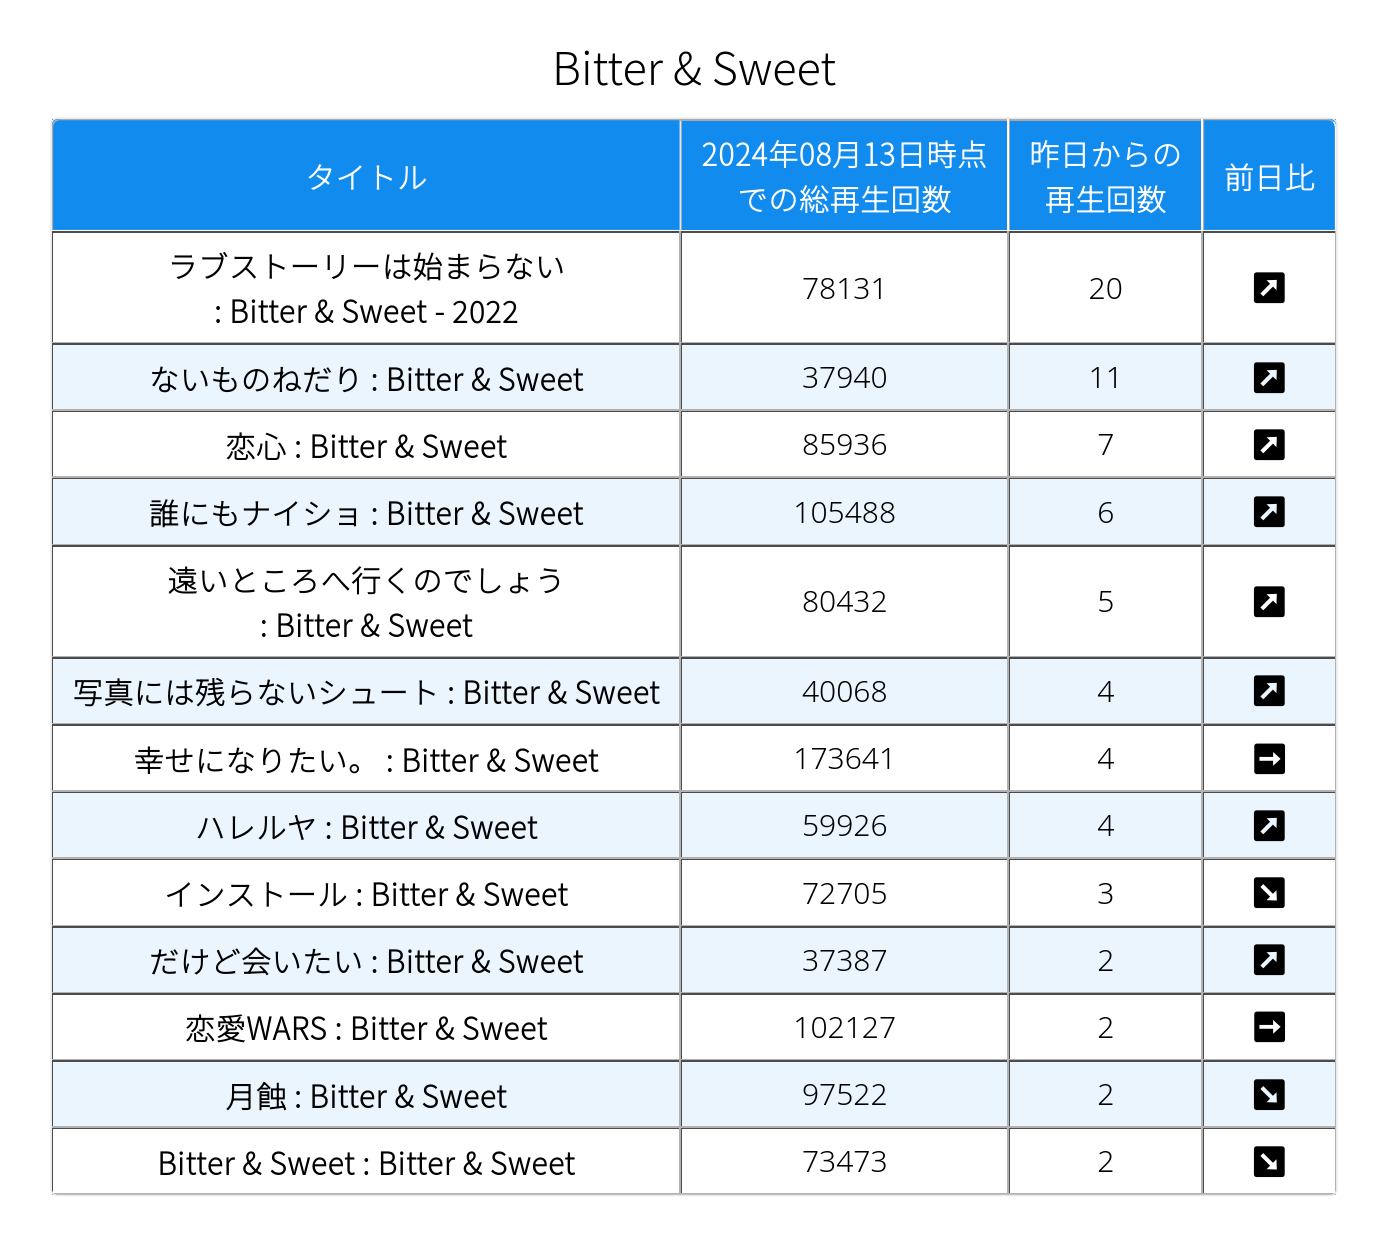 Bitter & Sweet
タイトル
2024年08月13日時点
での総再生回数
昨日からの
再生回数
前日比
ラブストーリーは始まらない
: Bitter & Sweet - 2022
78131
20
ないものねだり : Bitter & Sweet
37940
11
恋心 : Bitter & Sweet
85936
7
誰にもナイショ : Bitter & Sweet
105488
6
遠いところへ行くのでしょう
: Bitter & Sweet
80432
5
写真には残らないシュート : Bitter & Sweet
40068
4
幸せになりたい。 : Bitter & Sweet
173641
4
ハレルヤ : Bitter & Sweet
59926
4
インストール : Bitter & Sweet
72705
3
だけど会いたい : Bitter & Sweet
37387
2
恋愛WARS : Bitter & Sweet
102127
2
月蝕 : Bitter & Sweet
97522
2
Bitter & Sweet : Bitter & Sweet
73473
2